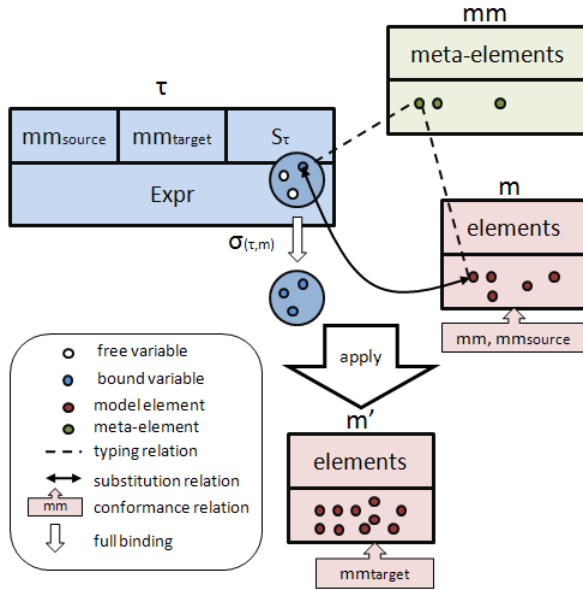 mm
meta-elements
τ
mmsource
mmtarget
Sτ
Expr
m
elements
σ(τ,m)
mm, mmsource
apply
free variable
bound variable
model element
meta-element
typing relation
substitution relation
mm
conformance relation
full binding
m’
elements
mmtarget